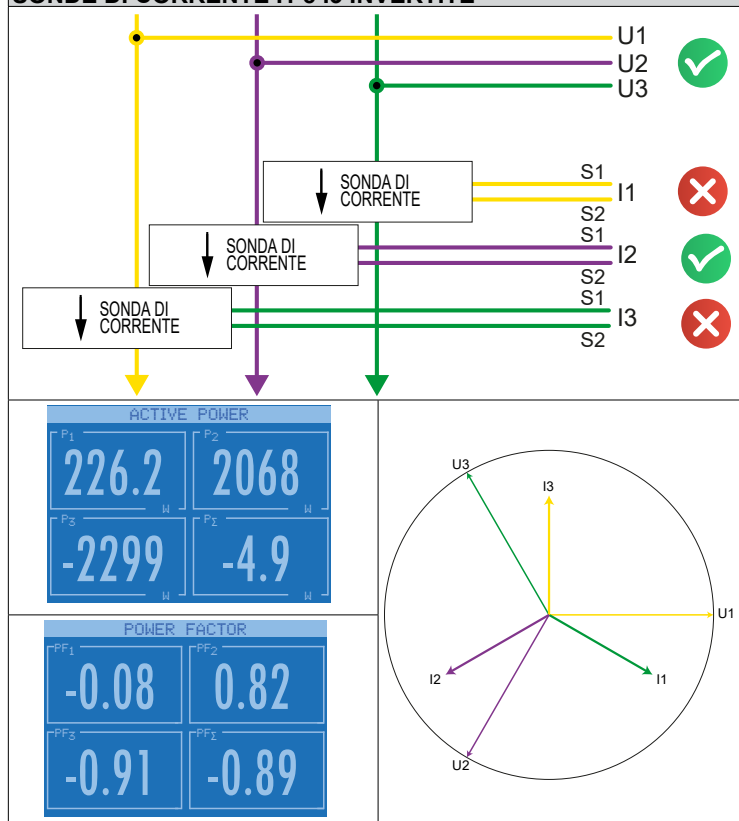 U1
U2
U3
SONDA DI
CORRENTE
S1
I1
S2
SONDA DI
CORRENTE
S1
I2
S2
SONDA DI
CORRENTE
S1
I3
S2
ACTIVE POWER
P1
226.2
W
P2
2068
W
P3
-2299
W
PΣ
-4.9
W
POWER FACTOR
PF1
-0.08
PF2
0.82
PF3
-0.91
PFΣ
-0.89
U3
I3
U1
I2
I1
U2